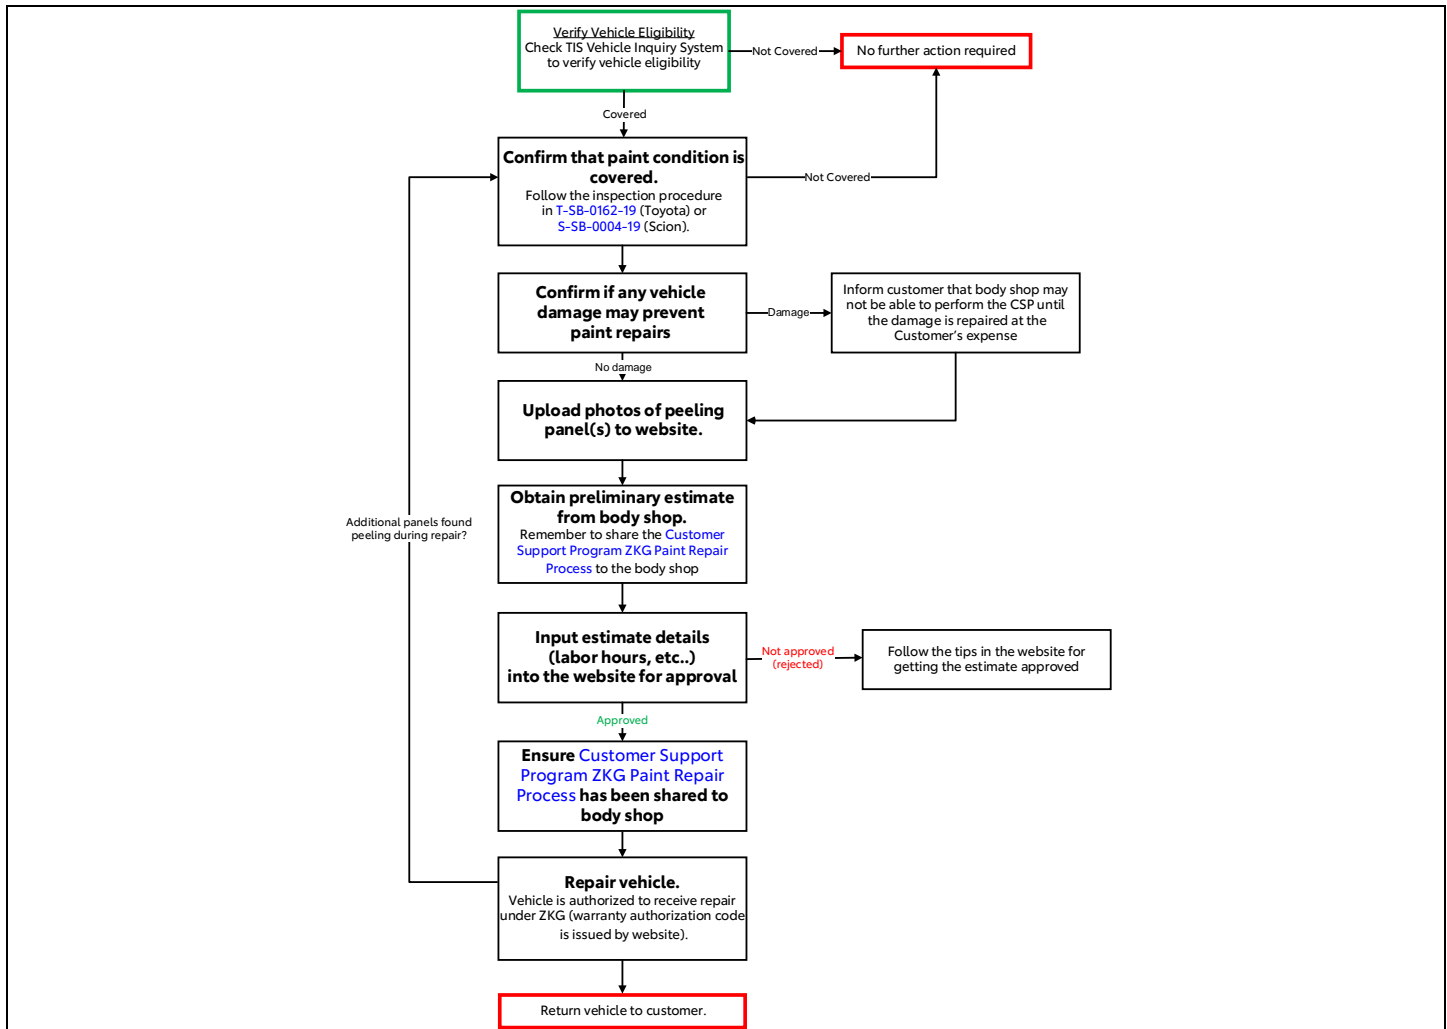 Verify Vehicle Eligibility
Check TIS Vehicle Inquiry System
to verify vehicle eligibility
Not Covered
No further action required
Covered
Confirm that paint condition is
covered.
Follow the inspection procedure
in T-SB-0162-19 (Toyota) or
S-SB-0004-19 (Scion).
Not Covered
Confirm if any vehicle
damage may prevent
paint repairs
Damage
Inform customer that body shop may
not be able to perform the CSP until
the damage is repaired at the
Customer’s expense
No damage
Upload photos of peeling
panel(s) to website.
Obtain preliminary estimate
from body shop.
Remember to share the Customer
Support Program ZKG Paint Repair
Process to the body shop
Additional panels found
peeling during repair?
Input estimate details
(labor hours, etc..)
into the website for approval
Not approved
(rejected)
Follow the tips in the website for
getting the estimate approved
Approved
Ensure Customer Support
Program ZKG Paint Repair
Process has been shared to
body shop
Repair vehicle.
Vehicle is authorized to receive repair
under ZKG (warranty authorization code
is issued by website).
Return vehicle to customer.